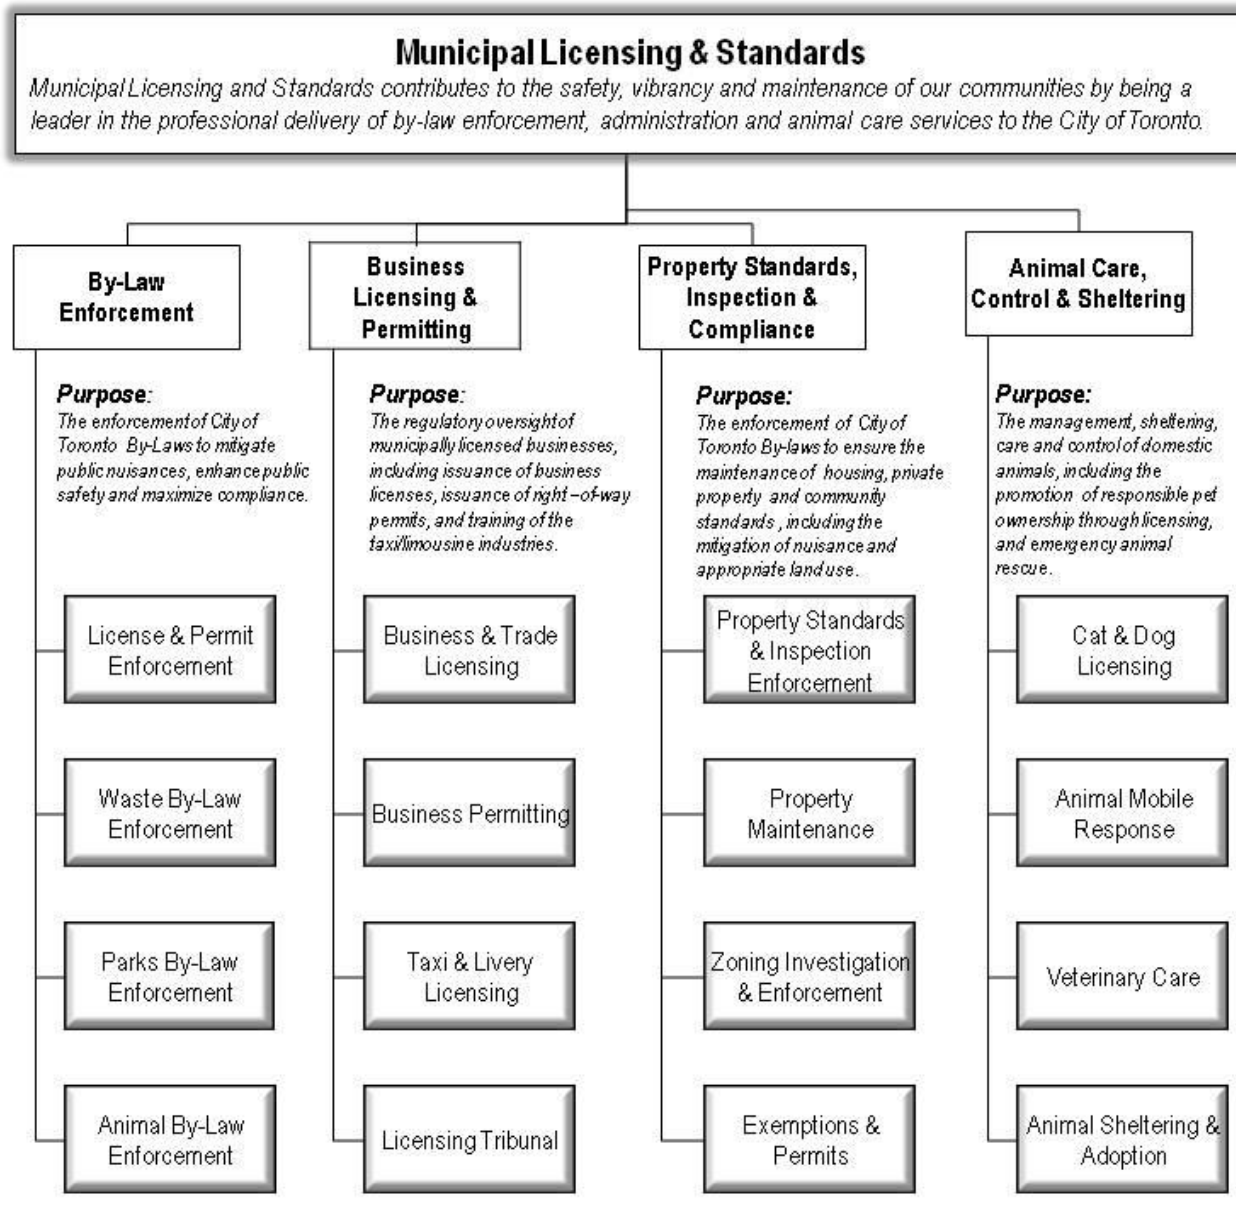 Municipal Licensing & Standards
Municipal Licensing and Standards contributes to the safety, vibrancy and maintenance of our communities by being a
leader in the professional delivery of by-law enforcement, administration and animal care services to the City of Toronto.
By-Law
Enforcement
Purpose:
The enforcement of City of
Toronto By-Laws to mitigate
public nuisances, enhance public
safety and maximize compliance.
License & Permit
Enforcement
Waste By-Law
Enforcement
Parks By-Law
Enforcement
Animal By-Law
Enforcement
Business
Licensing &
Permitting
Purpose:
The regulatory oversight of
municipally licensed businesses,
including issuance of business
licenses, issuance of right –of-way
permits, and training of the
taxi/limousine industries.
Business & Trade
Licensing
Business Permitting
Taxi & Livery
Licensing
Licensing Tribunal
Property Standards,
Inspection &
Compliance
Purpose:
The enforcement of City of
Toronto By-laws to ensure the
maintenance of housing, private
property and community
standards , including the
mitigation of nuisance and
appropriate land use.
Property Standards
& Inspection
Enforcement
Property
Maintenance
Zoning Investigation
& Enforcement
Exemptions &
Permits
Animal Care,
Control & Sheltering
Purpose:
The management, sheltering,
care and control of domestic
animals, including the
promotion of responsible pet
ownership through licensing,
and emergency animal
rescue.
Cat & Dog
Licensing
Animal Mobile
Response
Veterinary Care
Animal Sheltering &
Adoption